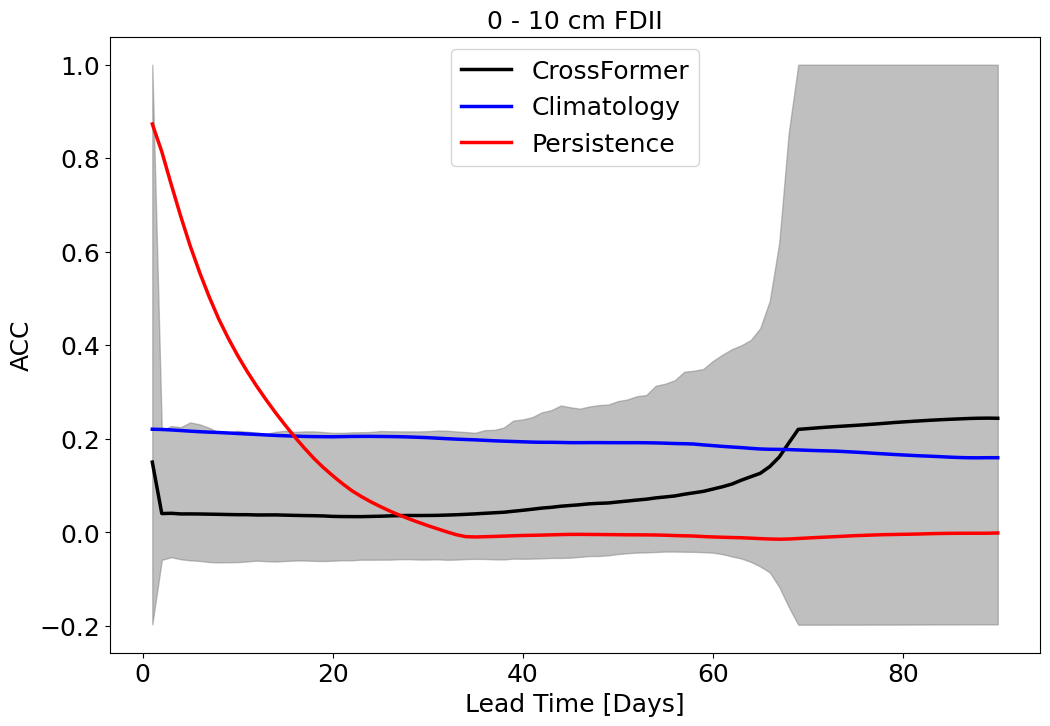 0 - 10 cm FDII
CrossFormer
Climatology
Persistence
ACC
1.0
0.8
0.6
0.4
0.2
0.0
−0.2
0 20 40 60 80
Lead Time [Days]